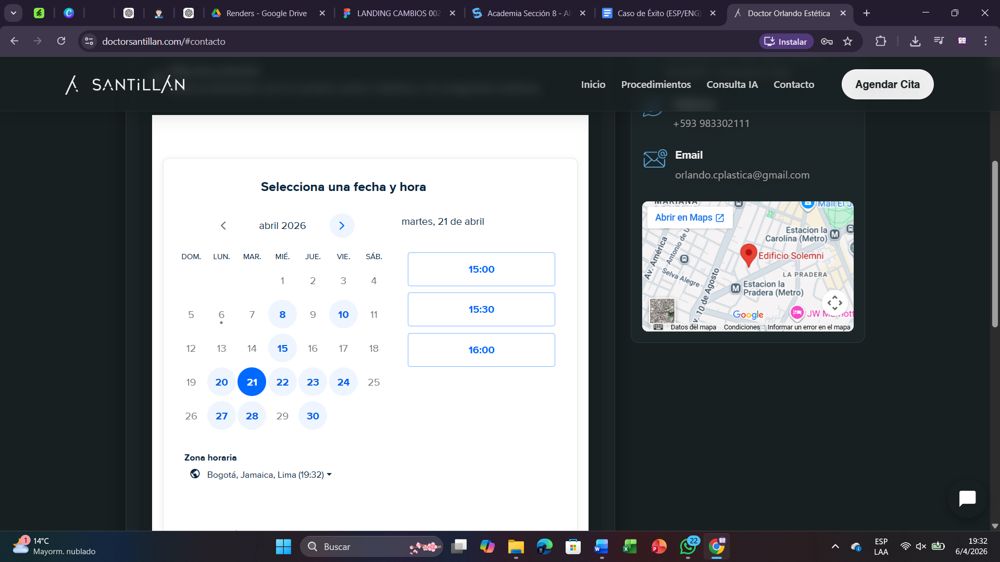 Renders - Google Drive
LANDING CAMBIOS 002
Academia Sección 8 - Al
Caso de Éxito (ESP/ENG)
Doctor Orlando Estética
doctorsantillan.com/#contacto
Instalar
SANTiLLÁN
Inicio
Procedimientos
Consulta IA
Contacto
Agendar Cita
+593 983302111
Email
orlando.cplastica@gmail.com
Selecciona una fecha y hora
abril 2026
martes, 21 de abril
DOM. LUN. MAR. MIÉ. JUE. VIE. SÁB.
1 2 3 4
5 6 7 8 9 10 11
12 13 14 15 16 17 18
19 20 21 22 23 24 25
26 27 28 29 30
15:00
15:30
16:00
Zona horaria
Bogotá, Jamaica, Lima (19:32)
Abrir en Maps
Mall El J
Estacion la
Carolina (Metro)
Av. América
Antonio de U
Edificio Solemni
Selva Alegre
LA PRADERA
Estacion la
Pradera (Metro)
Av. 10 de Agosto
Google
JW Marriott
Datos del mapa
Condiciones
Informar un error en el mapa
1
14°C
Mayorm. nublado
Buscar
22
ESP
LAA
19:32
6/4/2026